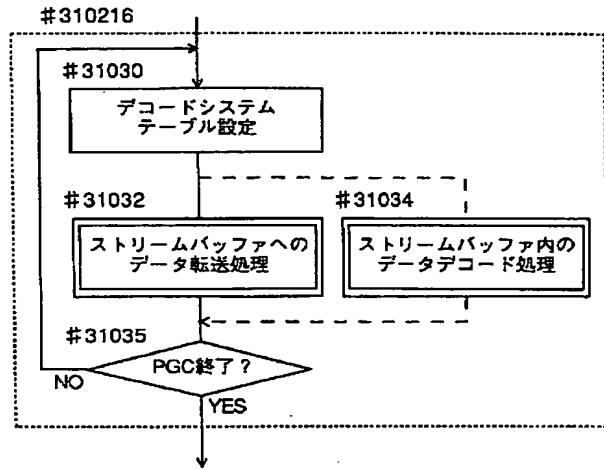 #310216
#31030
デコードシステム
テーブル設定
#31032
#31034
ストリームバッファへの
データ転送処理
ストリームバッファ内の
データデコード処理
#31035
PGC終了?
NO
YES